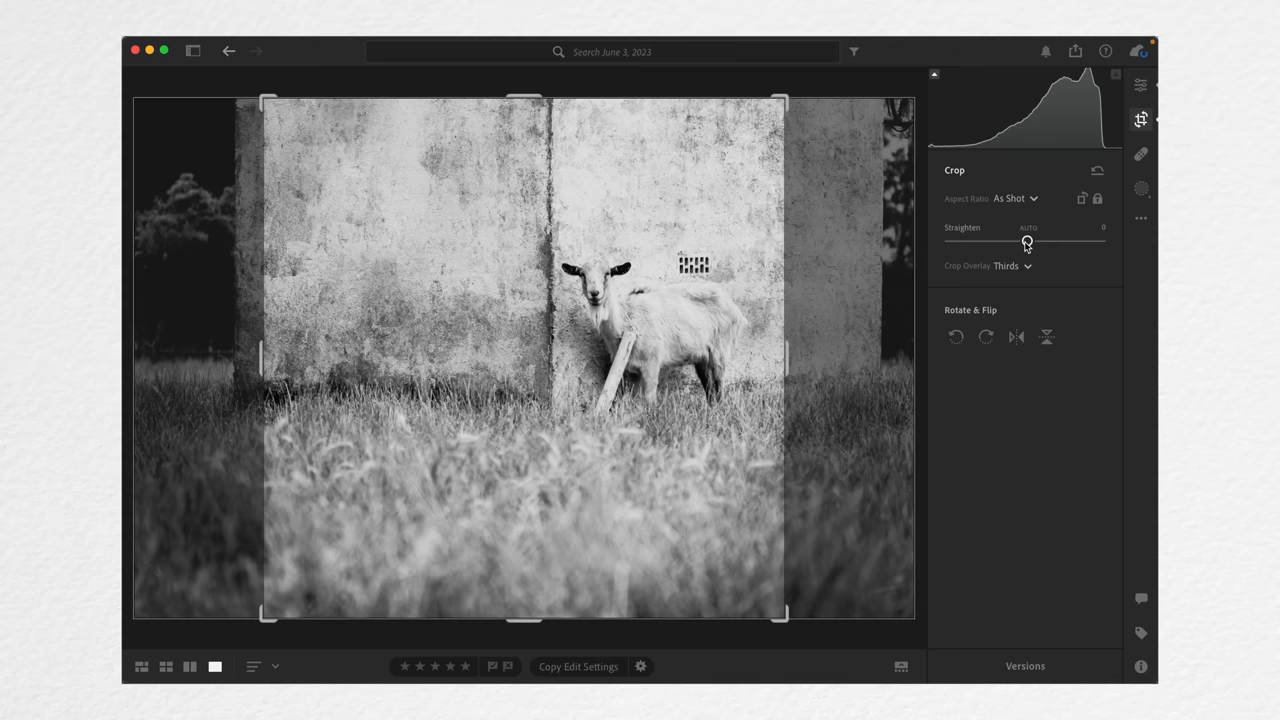 Search June 3, 2023
Crop
Aspect Ratio As Shot
Straighten AUTO 0
Crop Overlay Thirds
Rotate & Flip
Copy Edit Settings
Versions